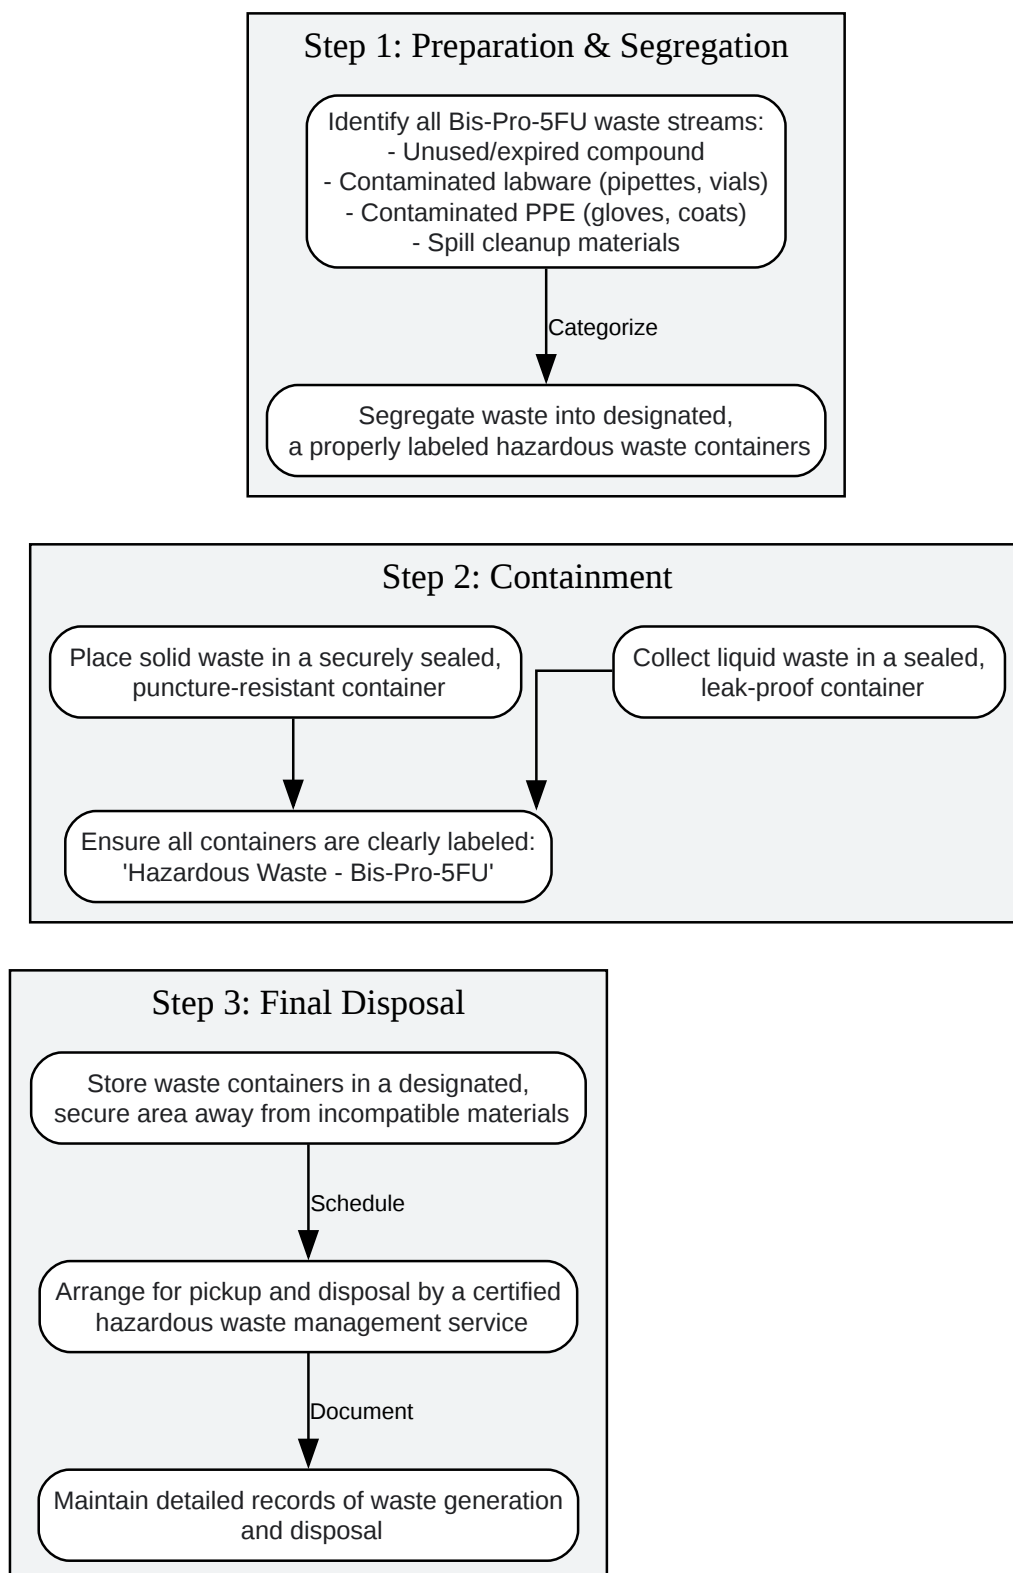 Step 1: Preparation & Segregation
Identify all Bis-Pro-5FU waste streams:
- Unused/expired compound
- Contaminated labware (pipettes, vials)
- Contaminated PPE (gloves, coats)
- Spill cleanup materials
Categorize
Segregate waste into designated,
a properly labeled hazardous waste containers
Step 2: Containment
Place solid waste in a securely sealed,
puncture-resistant container
Collect liquid waste in a sealed,
leak-proof container
Ensure all containers are clearly labeled:
'Hazardous Waste - Bis-Pro-5FU'
Step 3: Final Disposal
Store waste containers in a designated,
secure area away from incompatible materials
Schedule
Arrange for pickup and disposal by a certified
hazardous waste management service
Document
Maintain detailed records of waste generation
and disposal